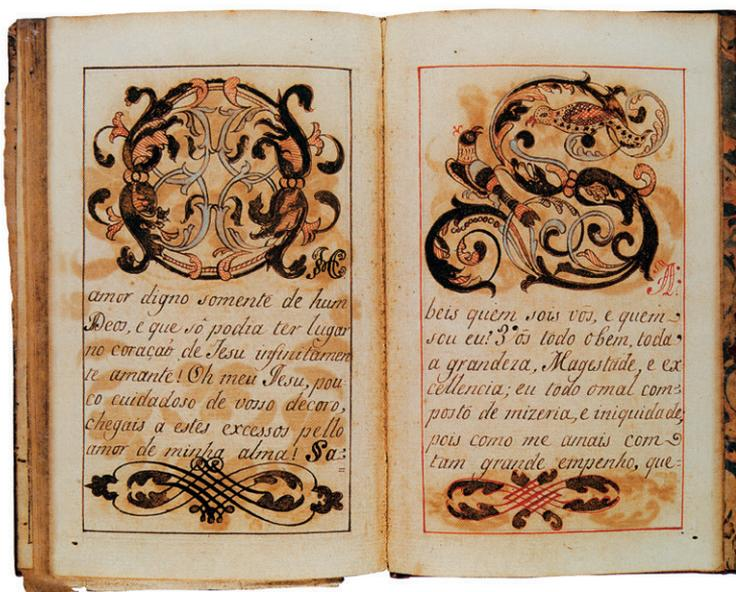 O
H
amor digno somente de hum
Deos, e que só podia ter lugar
no coração de Jesu infinitamen
te amante! Oh meu Jesu, pou
co cuidadoso de vosso decoro,
chegais a estes excessos pello
amor de minha alma! Sa=
S
A:
beis quem sois vós, e quem
sou eu? Vós todo o bem, toda
a grandeza, Magestade, e ex
cellencia; eu todo o mal com=
posto de mizeria, e iniquidade,
pois como me amais com
tam grande empenho, que=